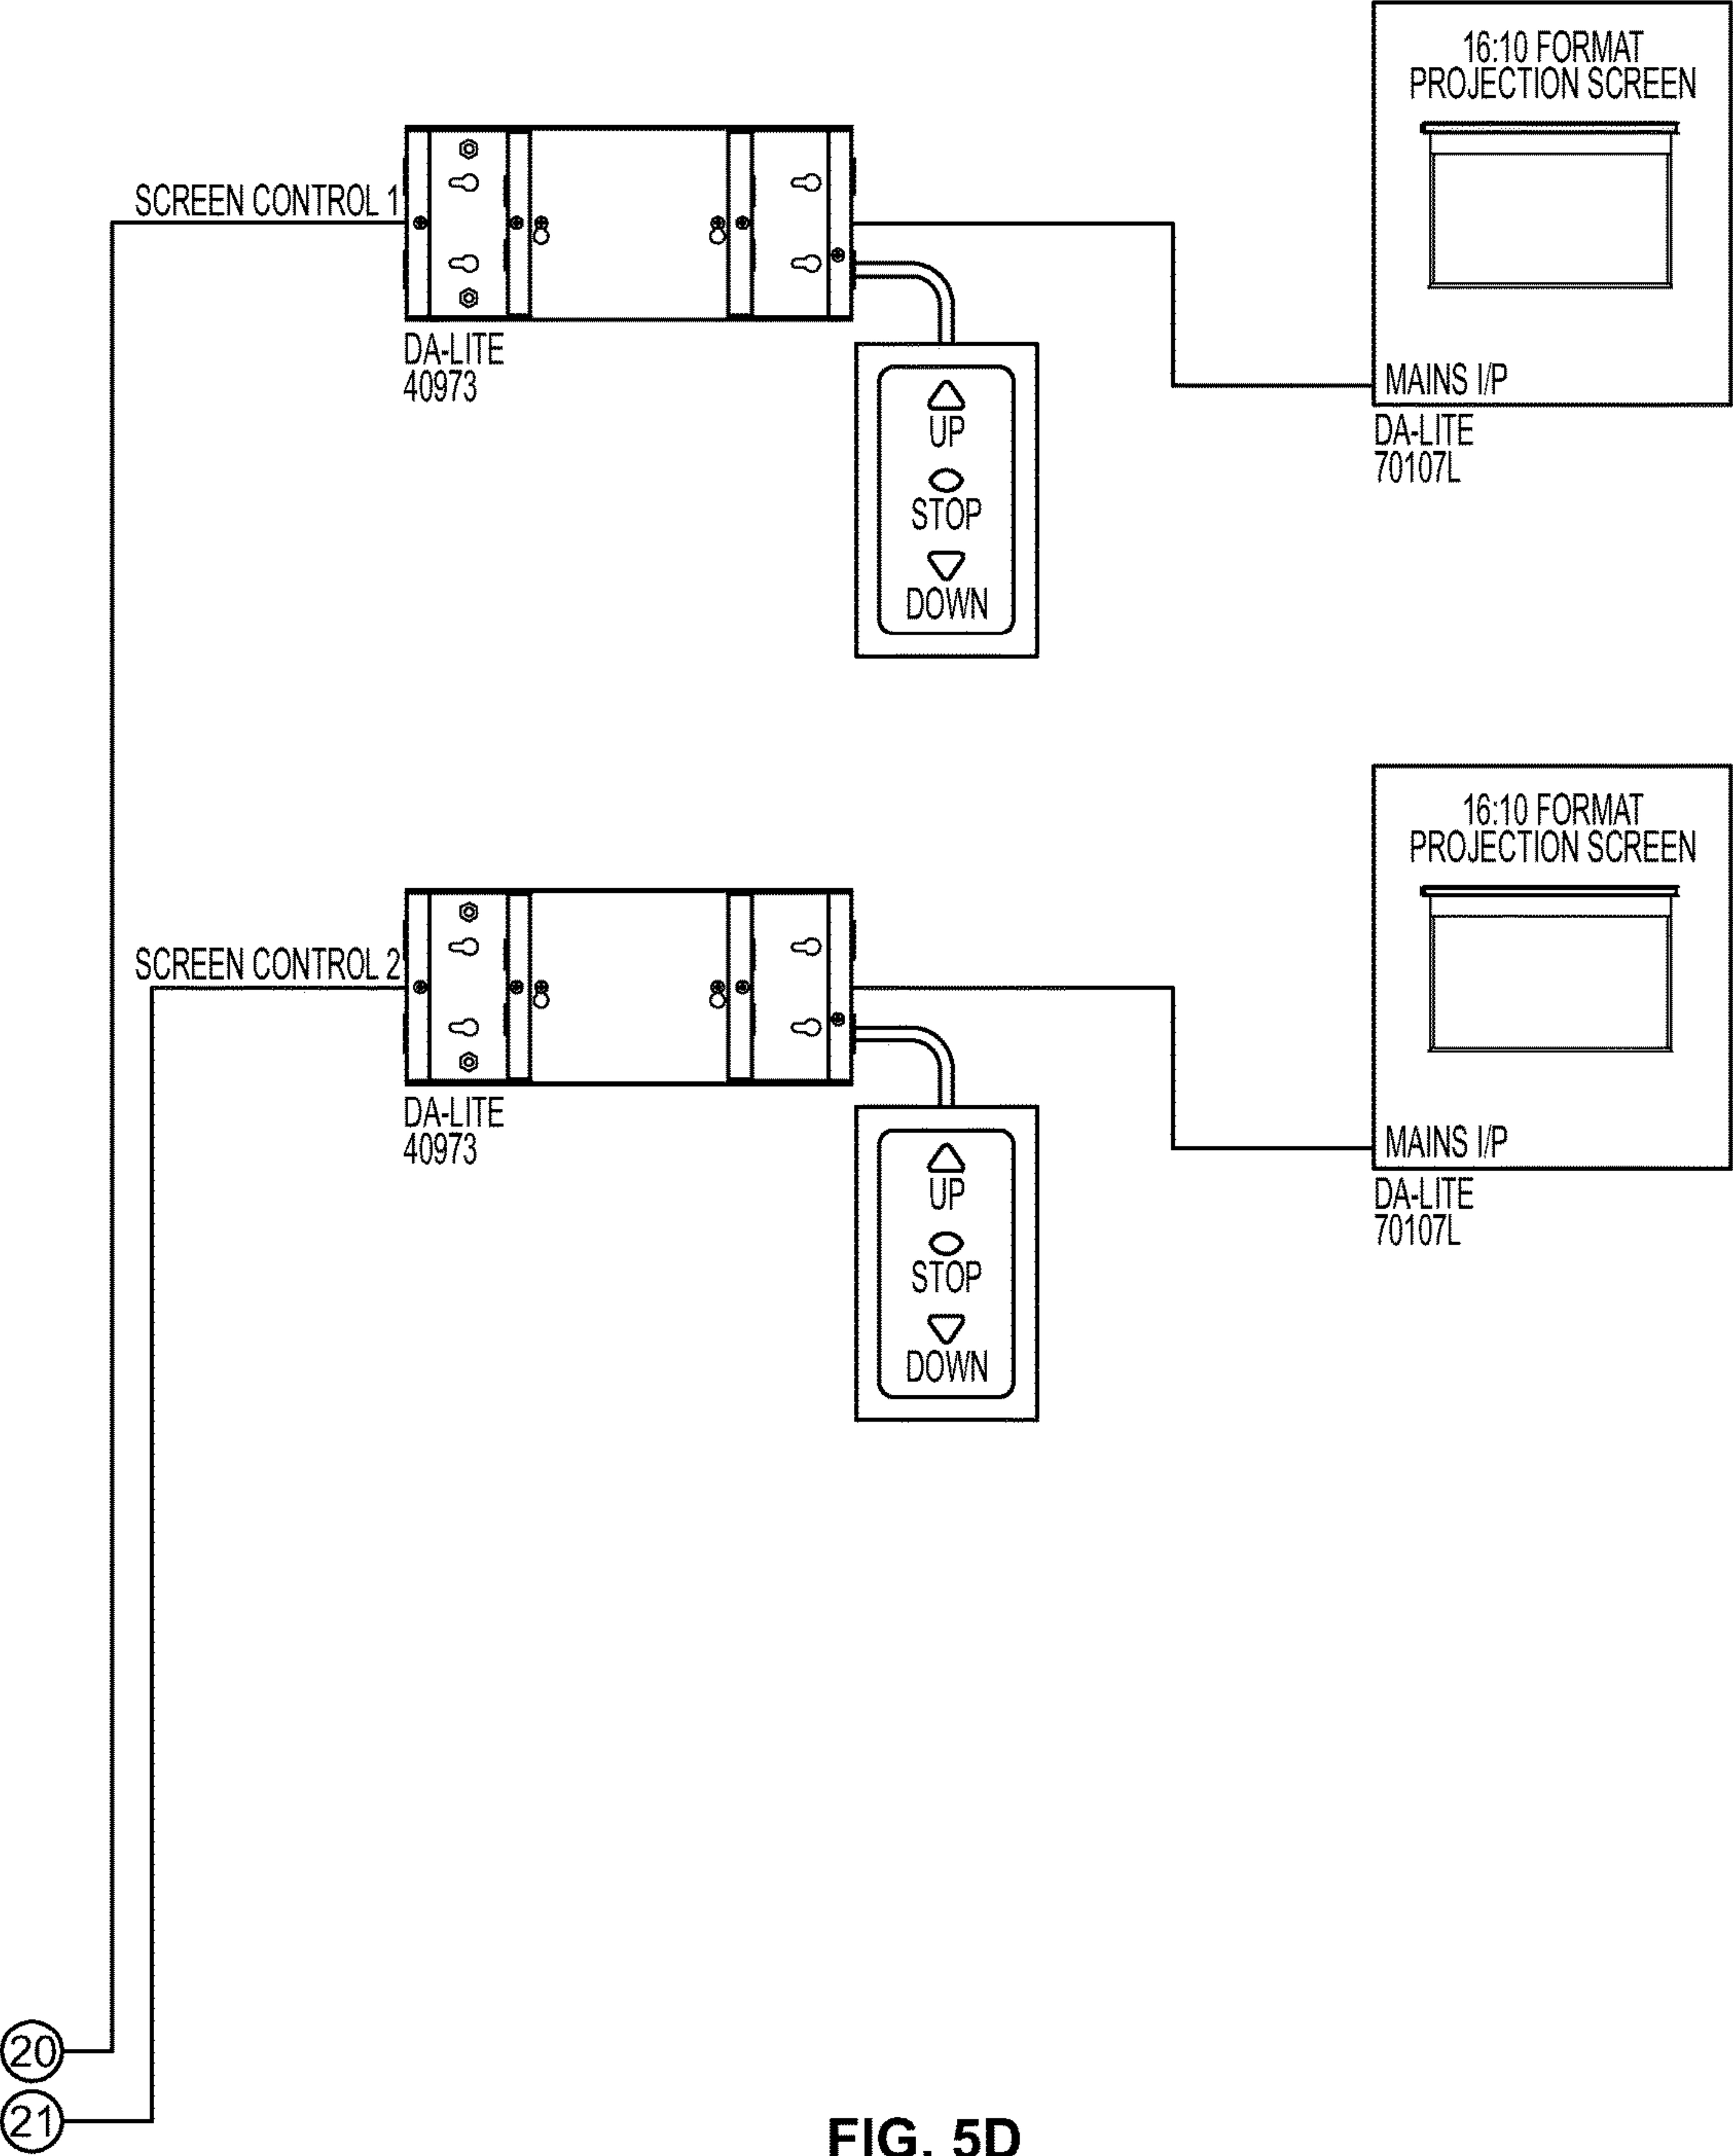 16:10 FORMAT
PROJECTION SCREEN
SCREEN CONTROL 1
DA-LITE
40973
MAINS I/P
DA-LITE
70107L
UP
STOP
DOWN
16:10 FORMAT
PROJECTION SCREEN
SCREEN CONTROL 2
DA-LITE
40973
MAINS I/P
DA-LITE
70107L
UP
STOP
DOWN
20
21
FIG. 5D